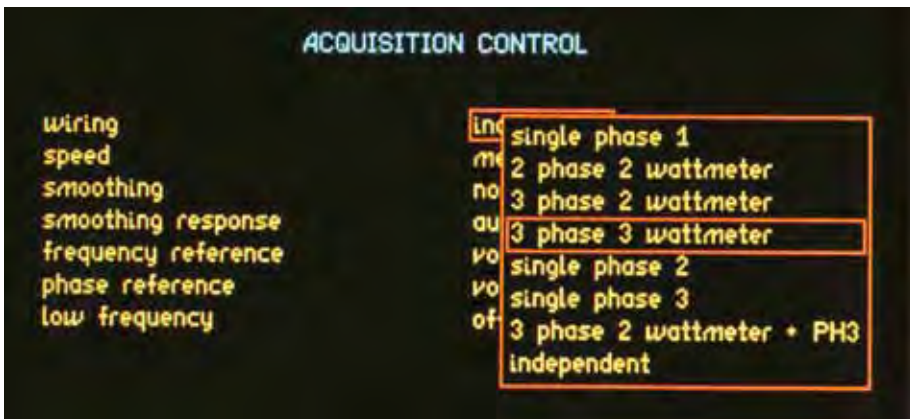 ACQUISITION CONTROL
wiring
speed
smoothing
smoothing response
frequency reference
phase reference
low frequency
single phase 1
2 phase 2 wattmeter
3 phase 2 wattmeter
3 phase 3 wattmeter
single phase 2
single phase 3
3 phase 2 wattmeter + PH3
independent